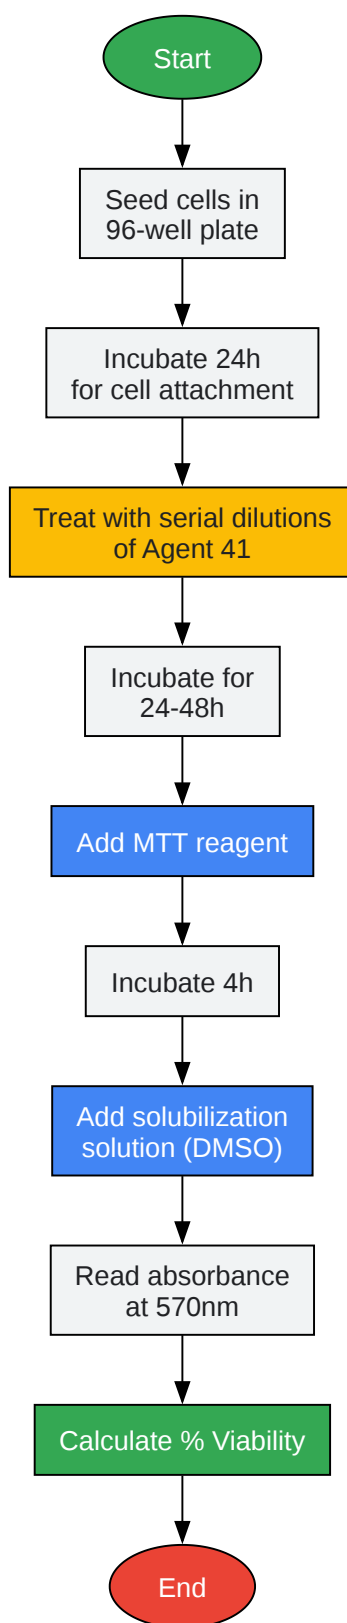 Start
Seed cells in
96-well plate
Incubate 24h
for cell attachment
Treat with serial dilutions
of Agent 41
Incubate for
24-48h
Add MTT reagent
Incubate 4h
Add solubilization
solution (DMSO)
Read absorbance
at 570nm
Calculate % Viability
End